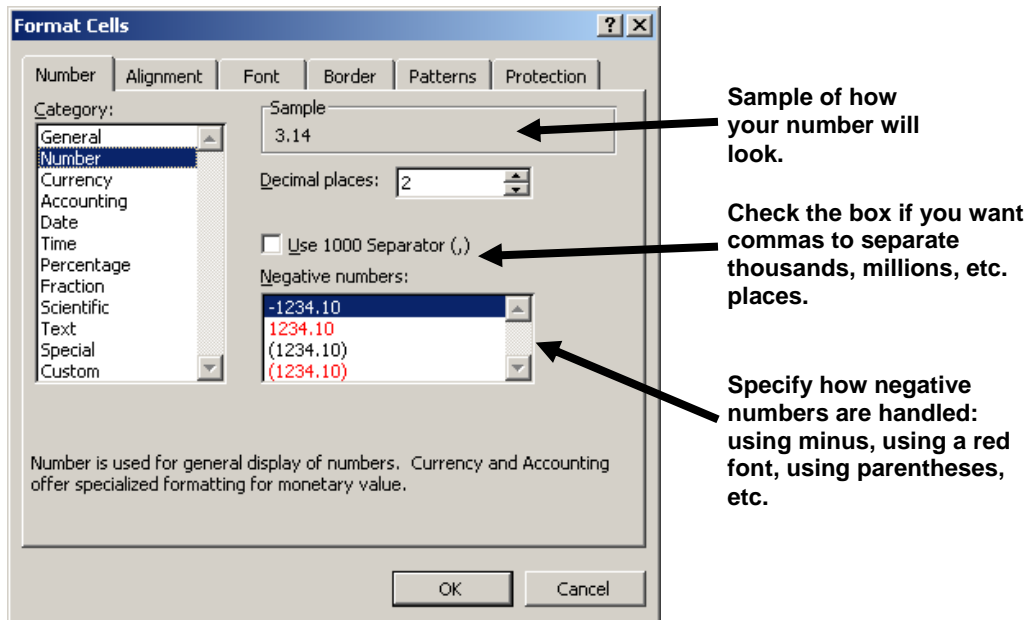 Format Cells
Number Alignment Font Border Patterns Protection
Category:
General
Number
Currency
Accounting
Date
Time
Percentage
Fraction
Scientific
Text
Special
Custom
Sample
3.14
Decimal places: 2
Use 1000 Separator (,)
Negative numbers:
-1234.10
1234.10
(1234.10)
(1234.10)
Number is used for general display of numbers. Currency and Accounting
offer specialized formatting for monetary value.
OK Cancel
Sample of how
your number will
look.
Check the box if you want
commas to separate
thousands, millions, etc.
places.
Specify how negative
numbers are handled:
using minus, using a red
font, using parentheses,
etc.